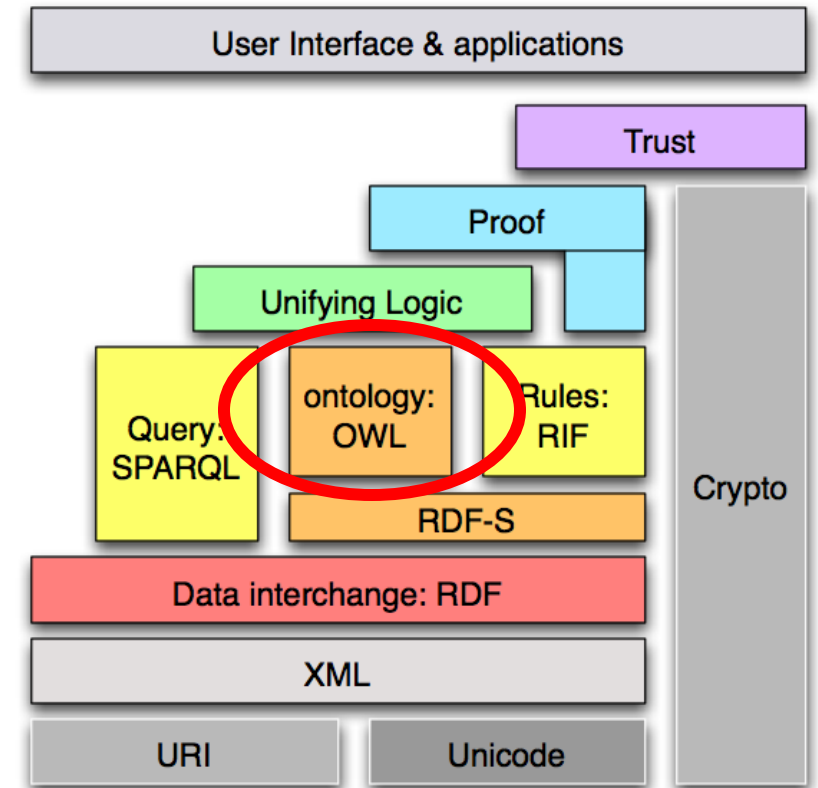 User Interface & applications
Trust
Proof
Unifying Logic
Query:
SPARQL
ontology:
OWL
Rules:
RIF
Crypto
RDF-S
Data interchange: RDF
XML
URI
Unicode